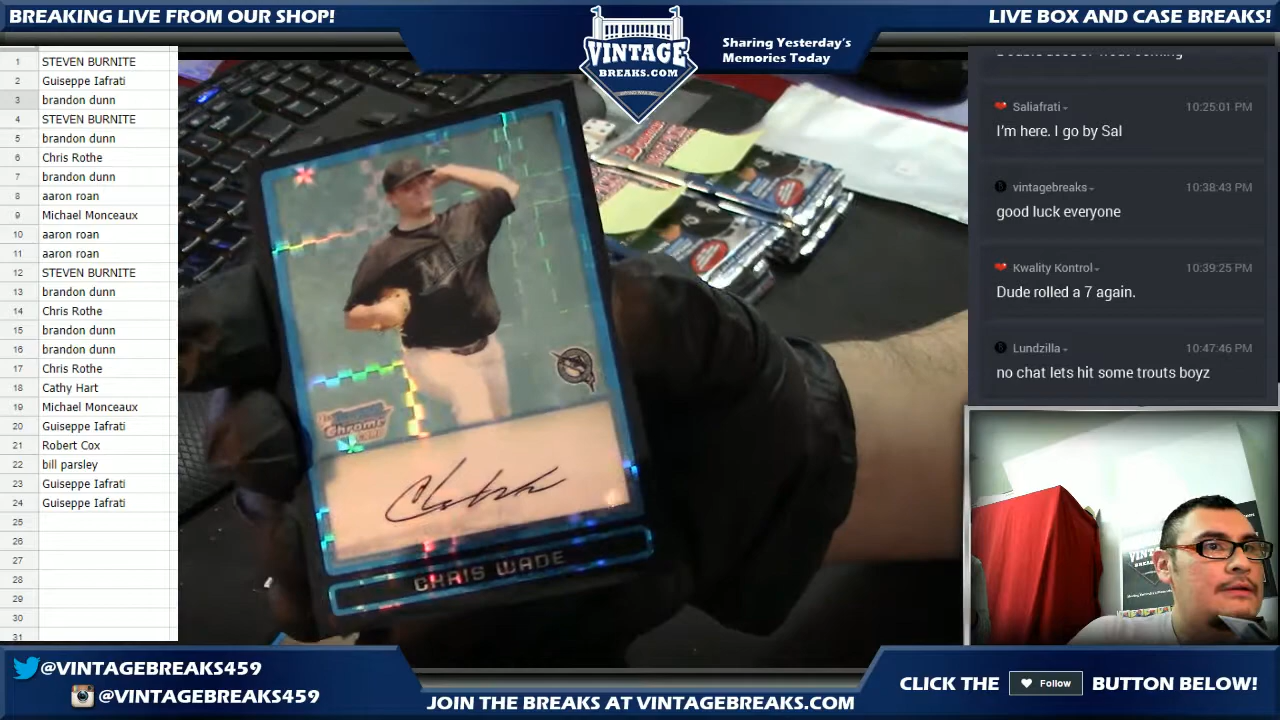 BREAKING LIVE FROM OUR SHOP!
VINTAGE
BREAKS.COM
Sharing Yesterday's
Memories Today
LIVE BOX AND CASE BREAKS!
1 STEVEN BURNITE
2 Guiseppe Iafrati
3 brandon dunn
4 STEVEN BURNITE
5 brandon dunn
6 Chris Rothe
7 brandon dunn
8 aaron roan
9 Michael Monceaux
10 aaron roan
11 aaron roan
12 STEVEN BURNITE
13 brandon dunn
14 Chris Rothe
15 brandon dunn
16 brandon dunn
17 Chris Rothe
18 Cathy Hart
19 Michael Monceaux
20 Guiseppe Iafrati
21 Robert Cox
22 bill parsley
23 Guiseppe Iafrati
24 Guiseppe Iafrati
25
26
27
28
29
30
31
Bowman
Chrome
CHRIS WADE
Saliafrati 10:25:01 PM
I'm here. I go by Sal
vintagebreaks 10:38:43 PM
good luck everyone
Kwality Kontrol 10:39:25 PM
Dude rolled a 7 again.
Lundzilla 10:47:46 PM
no chat lets hit some trouts boyz
@VINTAGEBREAKS459
@VINTAGEBREAKS459
JOIN THE BREAKS AT VINTAGEBREAKS.COM
CLICK THE Follow BUTTON BELOW!